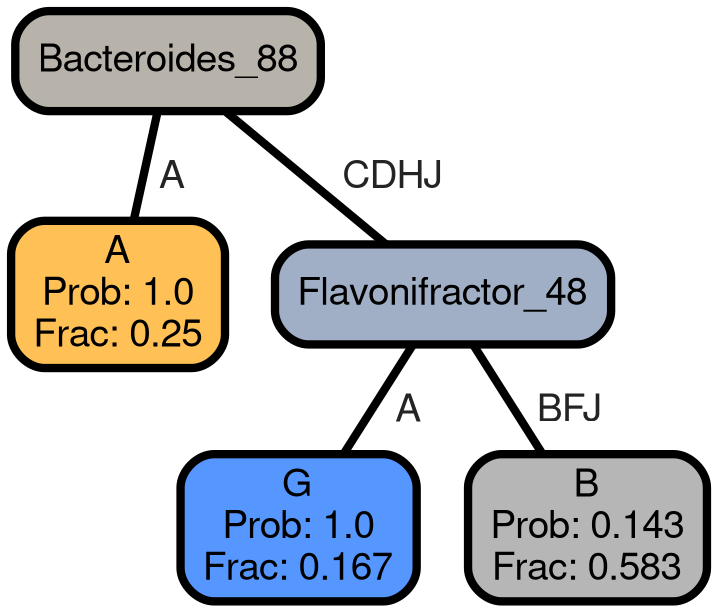 Bacteroides_88
A
CDHJ
A
Prob: 1.0
Frac: 0.25
Flavonifractor_48
A
BFJ
G
Prob: 1.0
Frac: 0.167
B
Prob: 0.143
Frac: 0.583